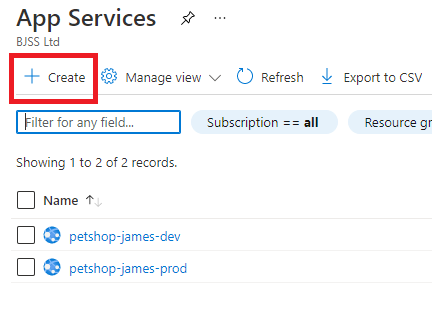 App Services
BJSS Ltd
Create Manage view Refresh Export to CSV
Filter for any field... Subscription == all Resource gr
Showing 1 to 2 of 2 records.
Name ↑↓
petshop-james-dev
petshop-james-prod